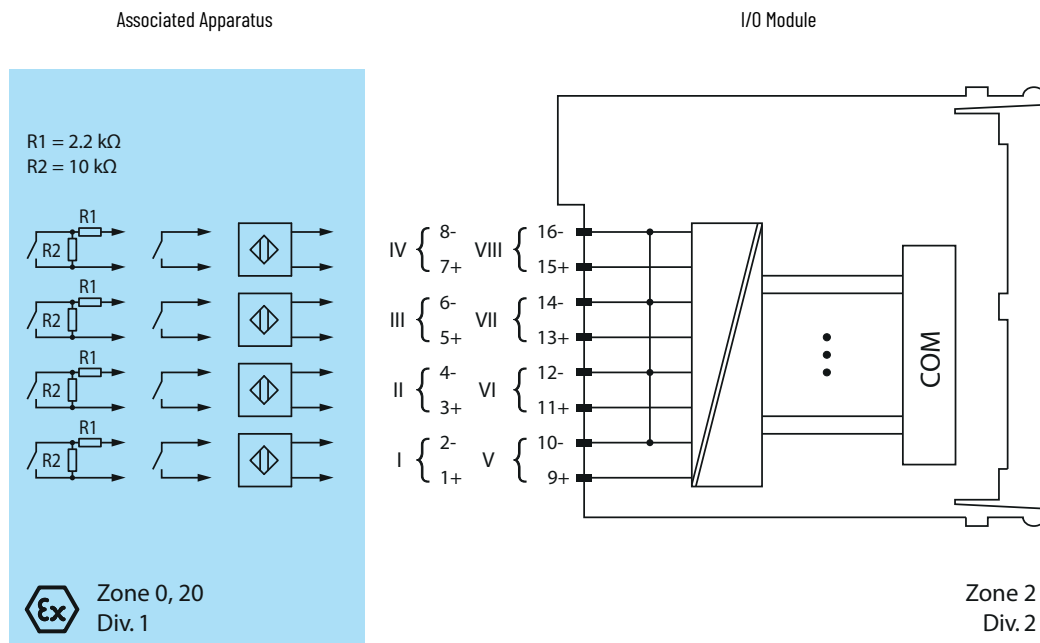 Associated Apparatus
I/O Module
R1 = 2.2 kΩ
R2 = 10 kΩ
R1
R2
R1
R2
R1
R2
R1
R2
IV { 8- VIII { 16-
7+ 15+
III { 6- VII { 14-
5+ 13+
II { 4- VI { 12-
3+ 11+
I { 2- V { 10-
1+ 9+
COM
Ex
Zone 0, 20
Div. 1
Zone 2
Div. 2